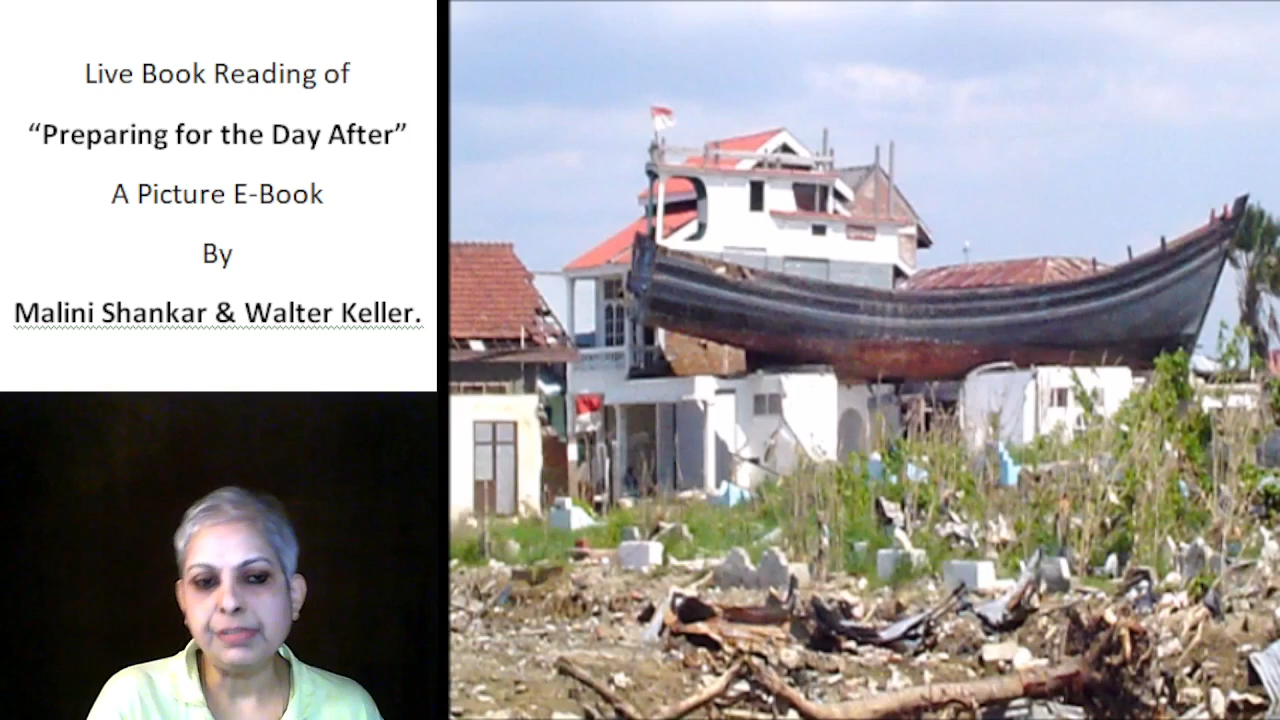 Live Book Reading of
“Preparing for the Day After”
A Picture E-Book
By
Malini Shankar & Walter Keller.